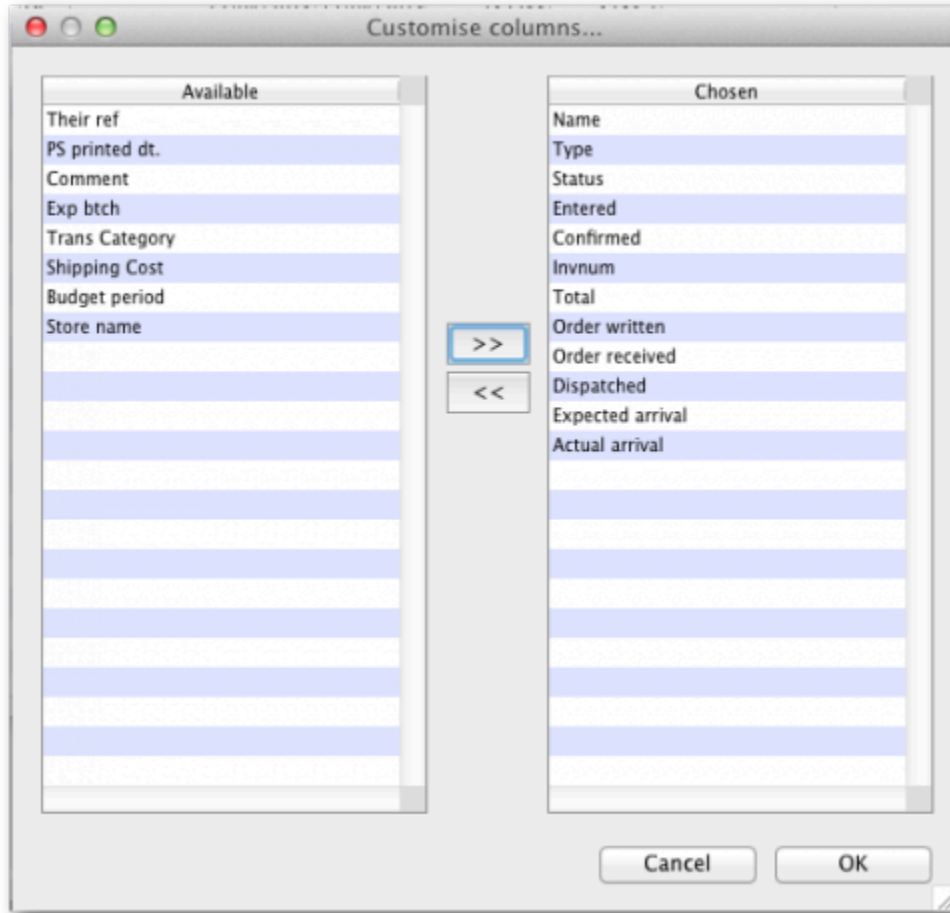 Customise columns...
Available
Their ref
PS printed dt.
Comment
Exp btch
Trans Category
Shipping Cost
Budget period
Store name
>>
<<
Chosen
Name
Type
Status
Entered
Confirmed
Invnum
Total
Order written
Order received
Dispatched
Expected arrival
Actual arrival
Cancel
OK